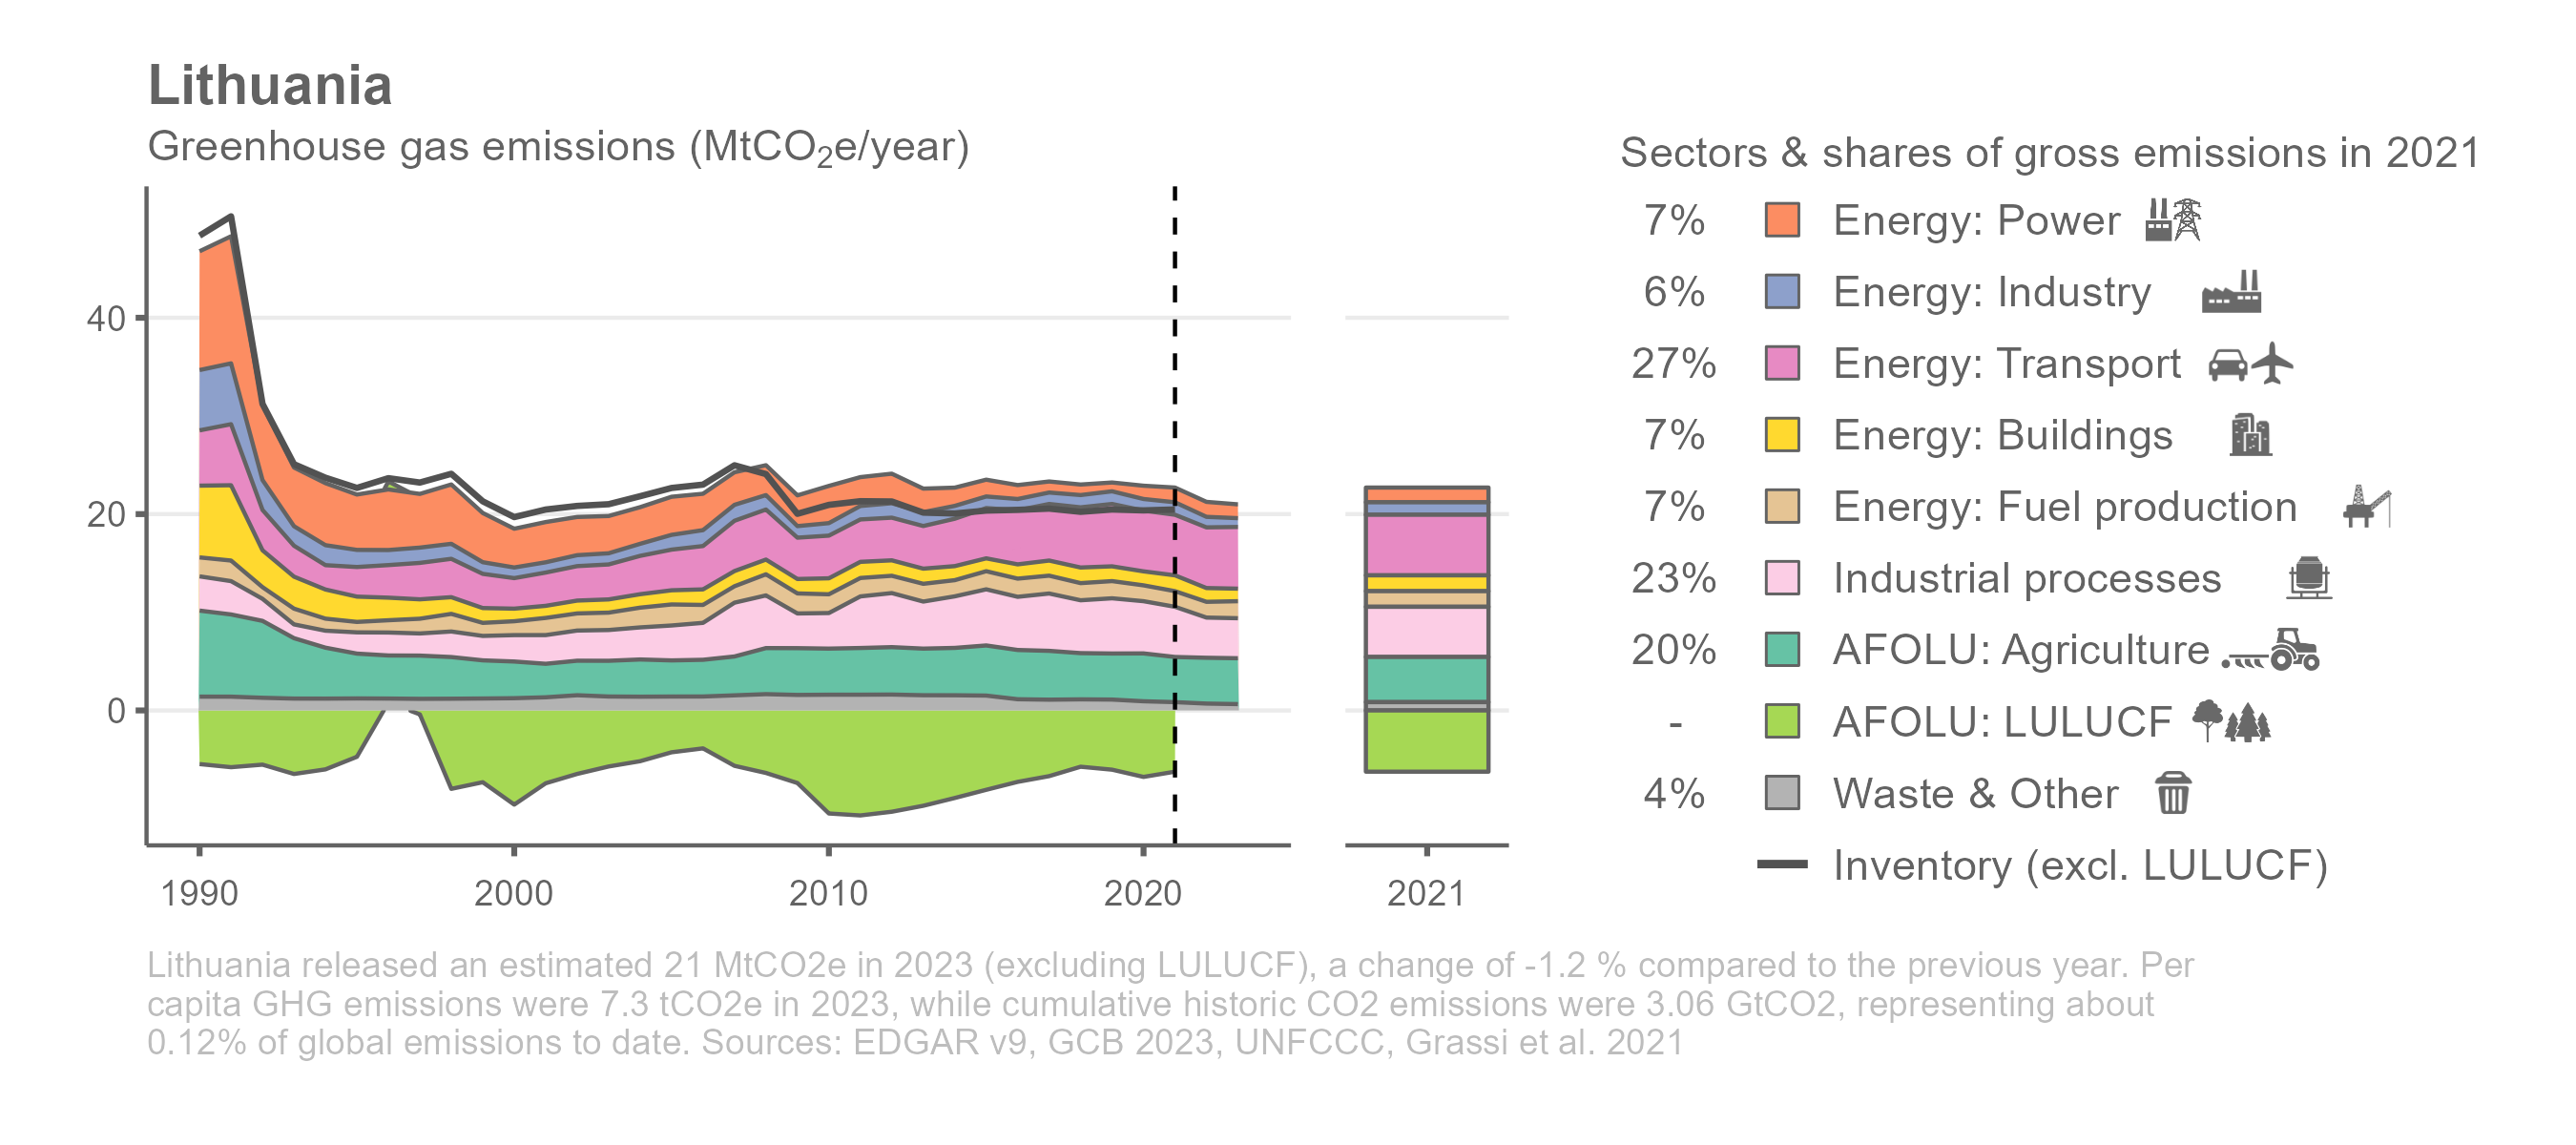 Lithuania
Greenhouse gas emissions (MtCO₂e/year)
40
20
0
1990
2000
2010
2020
2021
Sectors & shares of gross emissions in 2021
7% Energy: Power
6% Energy: Industry
27% Energy: Transport
7% Energy: Buildings
7% Energy: Fuel production
23% Industrial processes
20% AFOLU: Agriculture
- AFOLU: LULUCF
4% Waste & Other
Inventory (excl. LULUCF)
Lithuania released an estimated 21 MtCO2e in 2023 (excluding LULUCF), a change of -1.2 % compared to the previous year. Per
capita GHG emissions were 7.3 tCO2e in 2023, while cumulative historic CO2 emissions were 3.06 GtCO2, representing about
0.12% of global emissions to date. Sources: EDGAR v9, GCB 2023, UNFCCC, Grassi et al. 2021